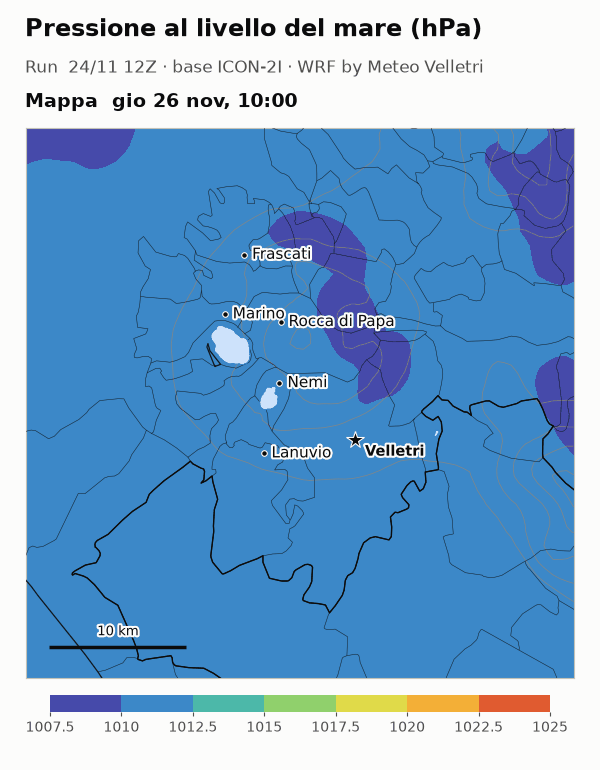 Pressione al livello del mare (hPa)
Run  24/11 12Z · base ICON-2I · WRF by Meteo Velletri
Mappa  gio 26 nov, 10:00
Frascati
Marino
Rocca di Papa
Nemi
Velletri
Lanuvio
10 km
1007.5 1010 1012.5 1015 1017.5 1020 1022.5 1025